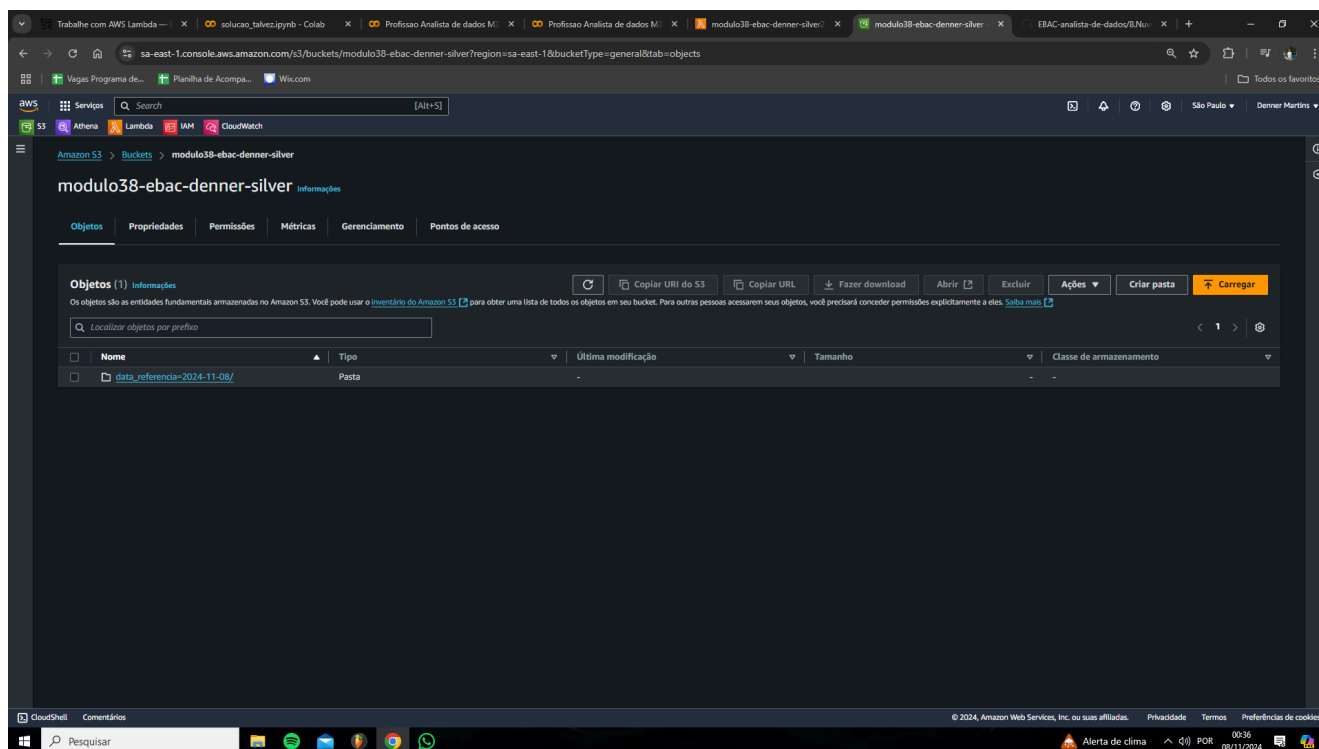 Trabalhe com AWS Lambda — solucao_talvez.ipynb - Colab Profissao Analista de dados M Profissao Analista de dados M modulo38-ebac-denner-silver modulo38-ebac-denner-silver EBAC-analista-de-dados/8.Nuv
sa-east-1.console.aws.amazon.com/s3/buckets/modulo38-ebac-denner-silver?region=sa-east-1&bucketType=general&tab=objects
Vagas Programa de... Planilha de Acompa... Wix.com Todos os favoritos
aws Serviços Search [Alt+S] São Paulo Denner Martins
S3 Athena Lambda IAM CloudWatch
Amazon S3 > Buckets > modulo38-ebac-denner-silver
modulo38-ebac-denner-silver Informações
Objetos Propriedades Permissões Métricas Gerenciamento Pontos de acesso
Objetos (1) Informações Copiar URI do S3 Copiar URL Fazer download Abrir Excluir Ações Criar pasta Carregar
Os objetos são as entidades fundamentais armazenadas no Amazon S3. Você pode usar o inventário do Amazon S3 para obter uma lista de todos os objetos em seu bucket. Para outras pessoas acessarem seus objetos, você precisará conceder permissões explicitamente a eles. Saiba mais
Localizar objetos por prefixo < 1 >
Nome Tipo Última modificação Tamanho Classe de armazenamento
data_referencia=2024-11-08/ Pasta - - -
CloudShell Comentários © 2024, Amazon Web Services, Inc. ou suas afiliadas. Privacidade Termos Preferências de cookies
Pesquisar Alerta de clima POR 00:36
08/11/2024